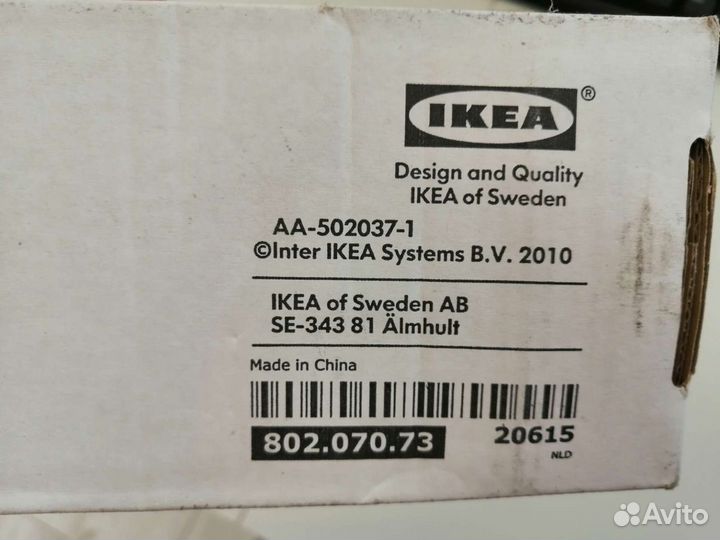 IKEA®
Design and Quality
IKEA of Sweden
AA-502037-1
©Inter IKEA Systems B.V. 2010
IKEA of Sweden AB
SE-343 81 Älmhult
Made in China
802.070.73
20615
NLD
Avito